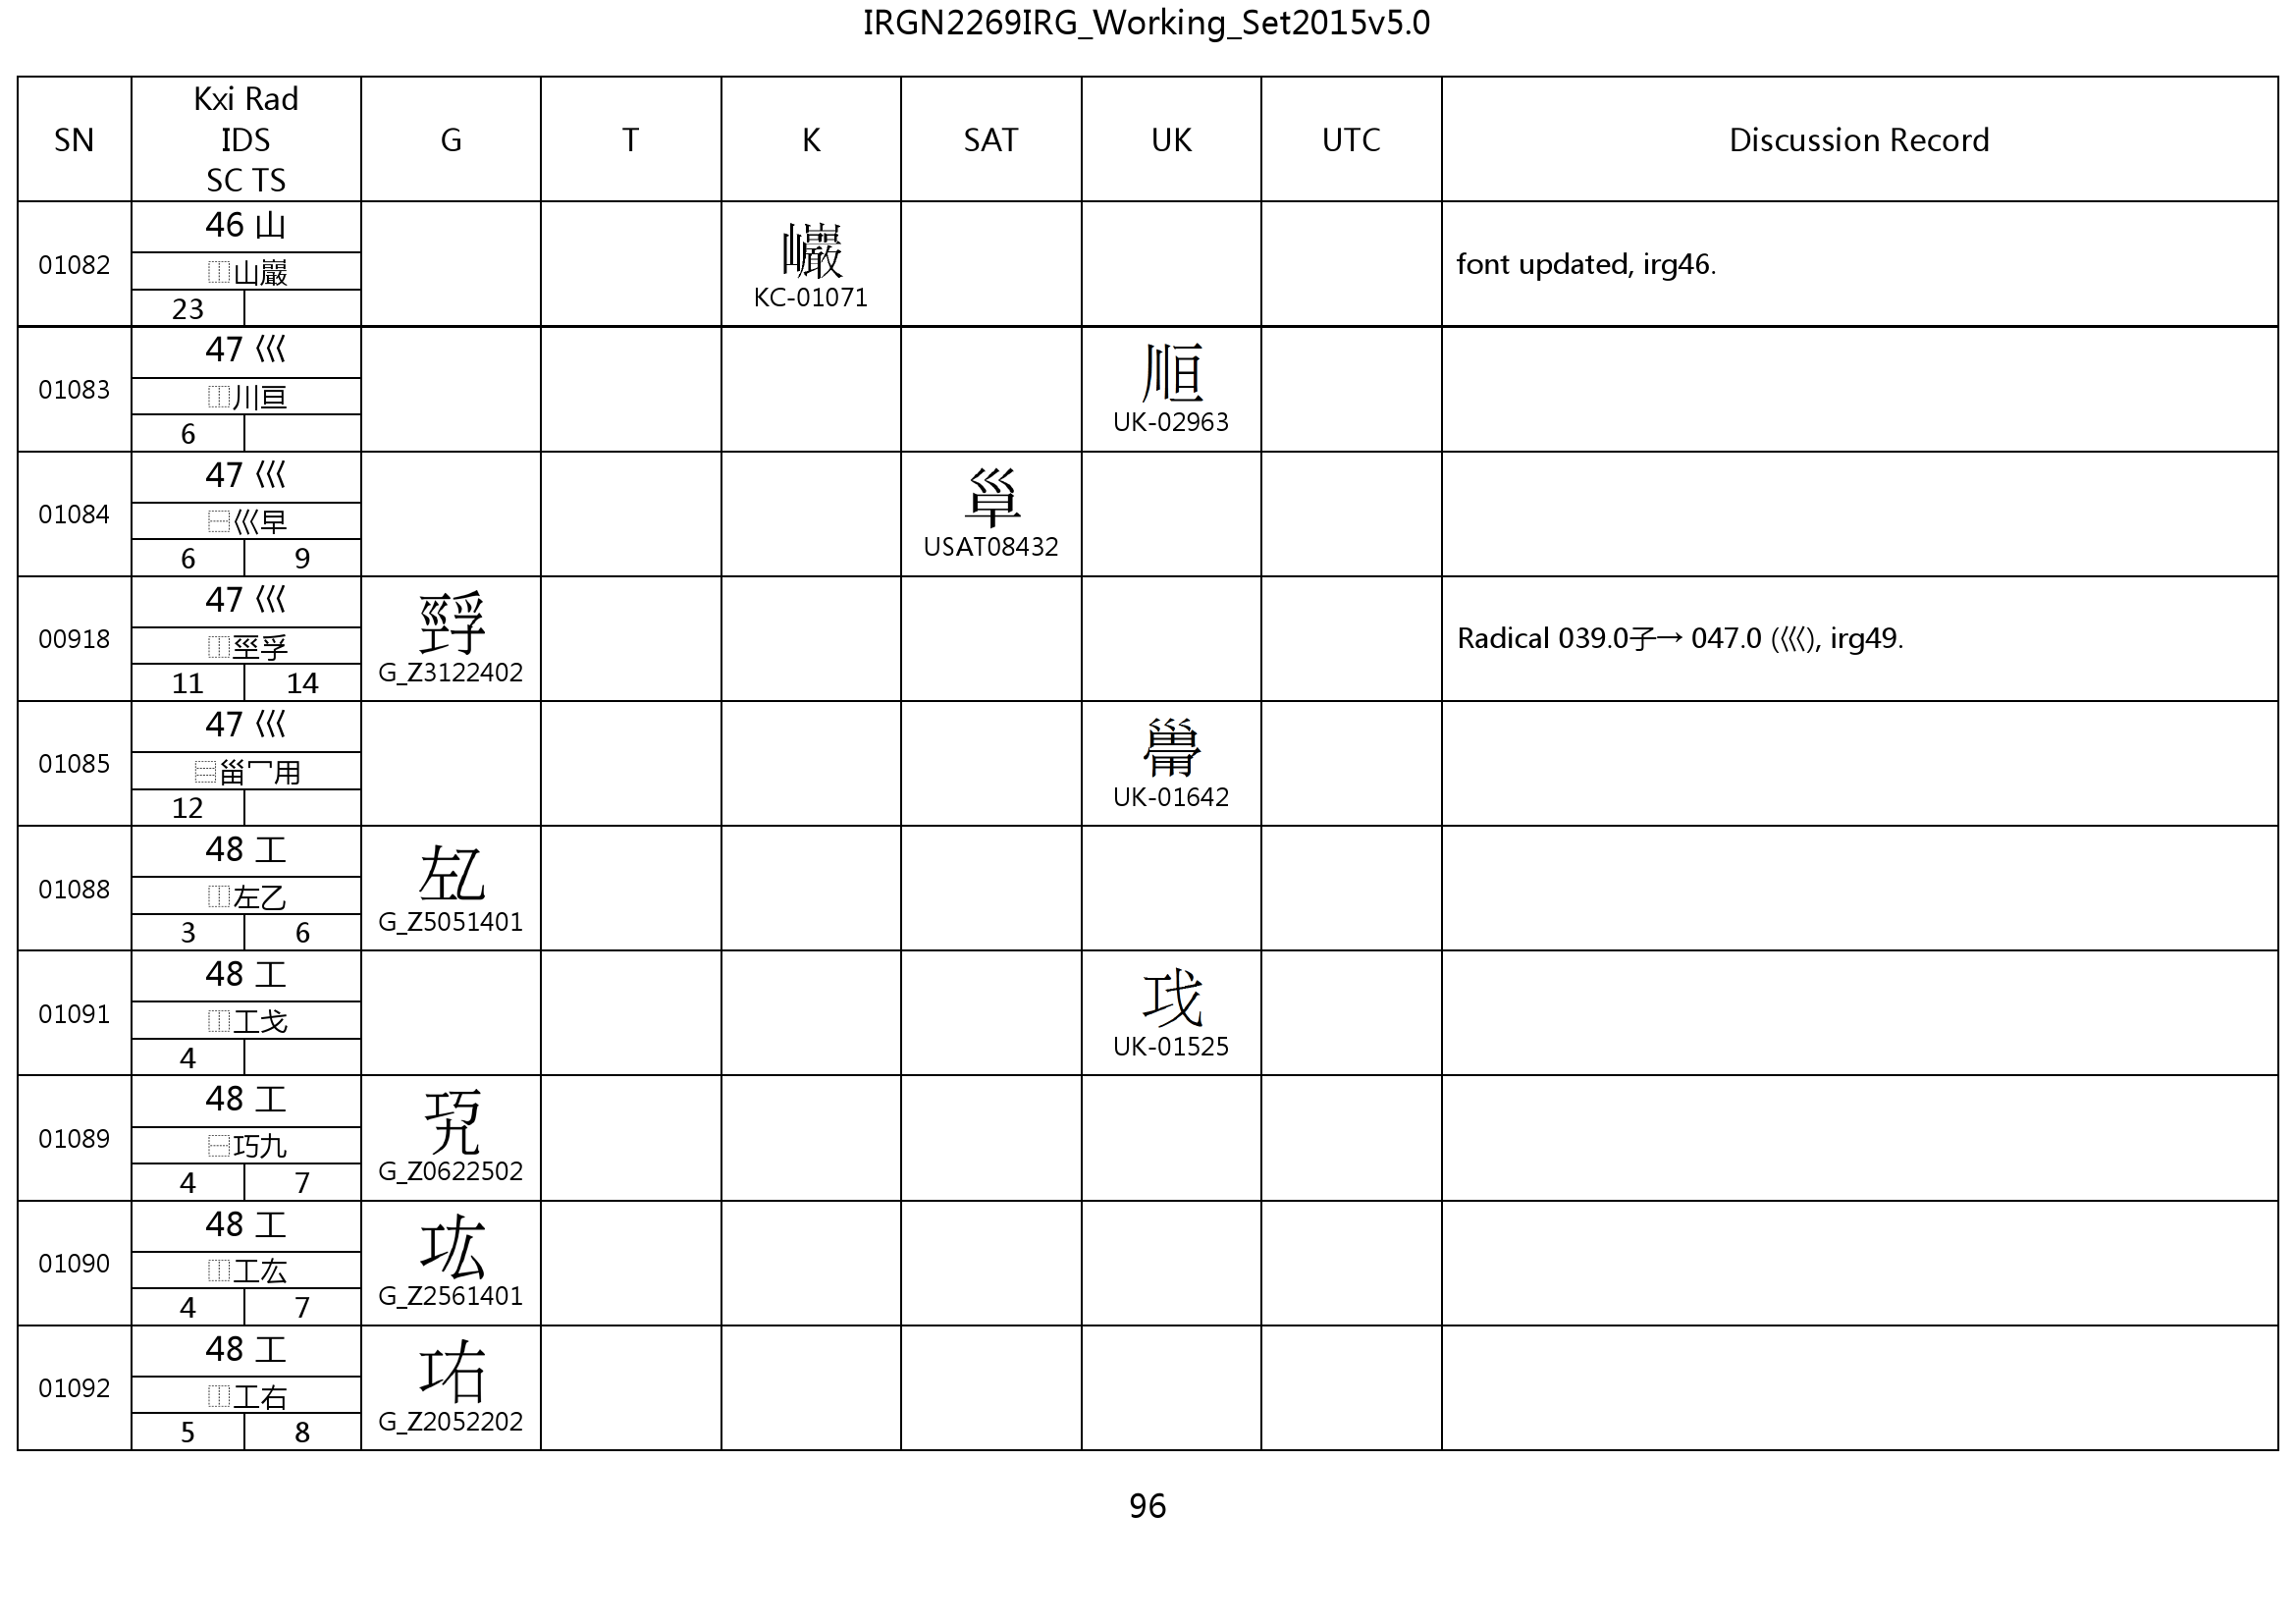 IRGN2269IRG_Working_Set2015v5.0
SN Kxi Rad IDS SC TS G T K SAT UK UTC Discussion Record
46 山
01082 ⿰山巖 KC-01071 font updated, irg46.
23
47 巛
01083 ⿰川亘 UK-02963
6
47 巛
01084 ⿱巛早 USAT08432
6 9
47 巛
00918 ⿰巠孚 G_Z3122402 Radical 039.0子→ 047.0 (巛), irg49.
11 14
47 巛
01085 ⿳甾冖用 UK-01642
12
48 工
01088 ⿰左乙 G_Z5051401
3 6
48 工
01091 ⿰工戈 UK-01525
4
48 工
01089 ⿱巧九 G_Z0622502
4 7
48 工
01090 ⿰工厷 G_Z2561401
4 7
48 工
01092 ⿰工右 G_Z2052202
5 8
96